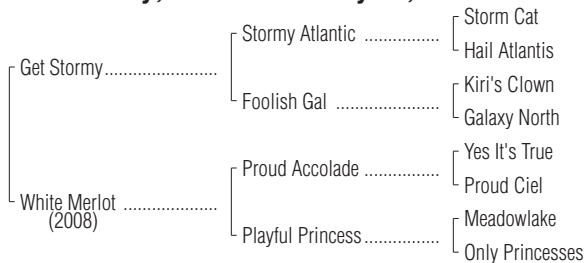 Storm Cat
Stormy Atlantic ................
Hail Atlantis
Get Stormy........................
Kiri's Clown
Foolish Gal ......................
Galaxy North
Yes It's True
Proud Accolade ................
Proud Ciel
White Merlot ....................
(2008)
Meadowlake
Playful Princess................
Only Princesses